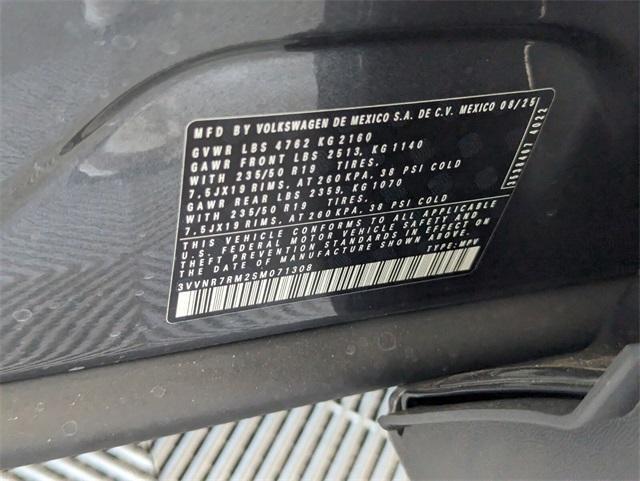 MFD BY VOLKSWAGEN DE MEXICO S.A. DE C.V. MEXICO 08/25
GVWR LBS 4762 KG 2160
GAWR FRONT LBS 2513, KG 1140
WITH 235/50 R19 TIRES,
7.5JX19 RIMS, AT 260 KPA, 38 PSI COLD
GAWR REAR LBS 2359, KG 1070
WITH 235/50 R19 TIRES,
7.5JX19 RIMS, AT 260 KPA, 38 PSI COLD
THIS VEHICLE CONFORMS TO ALL APPLICABLE
U.S. FEDERAL MOTOR VEHICLE SAFETY AND
THEFT PREVENTION STANDARDS IN EFFECT ON
THE DATE OF MANUFACTURE SHOWN ABOVE.
TYPE: MPV
3VVNR7RM2SM071308
4022